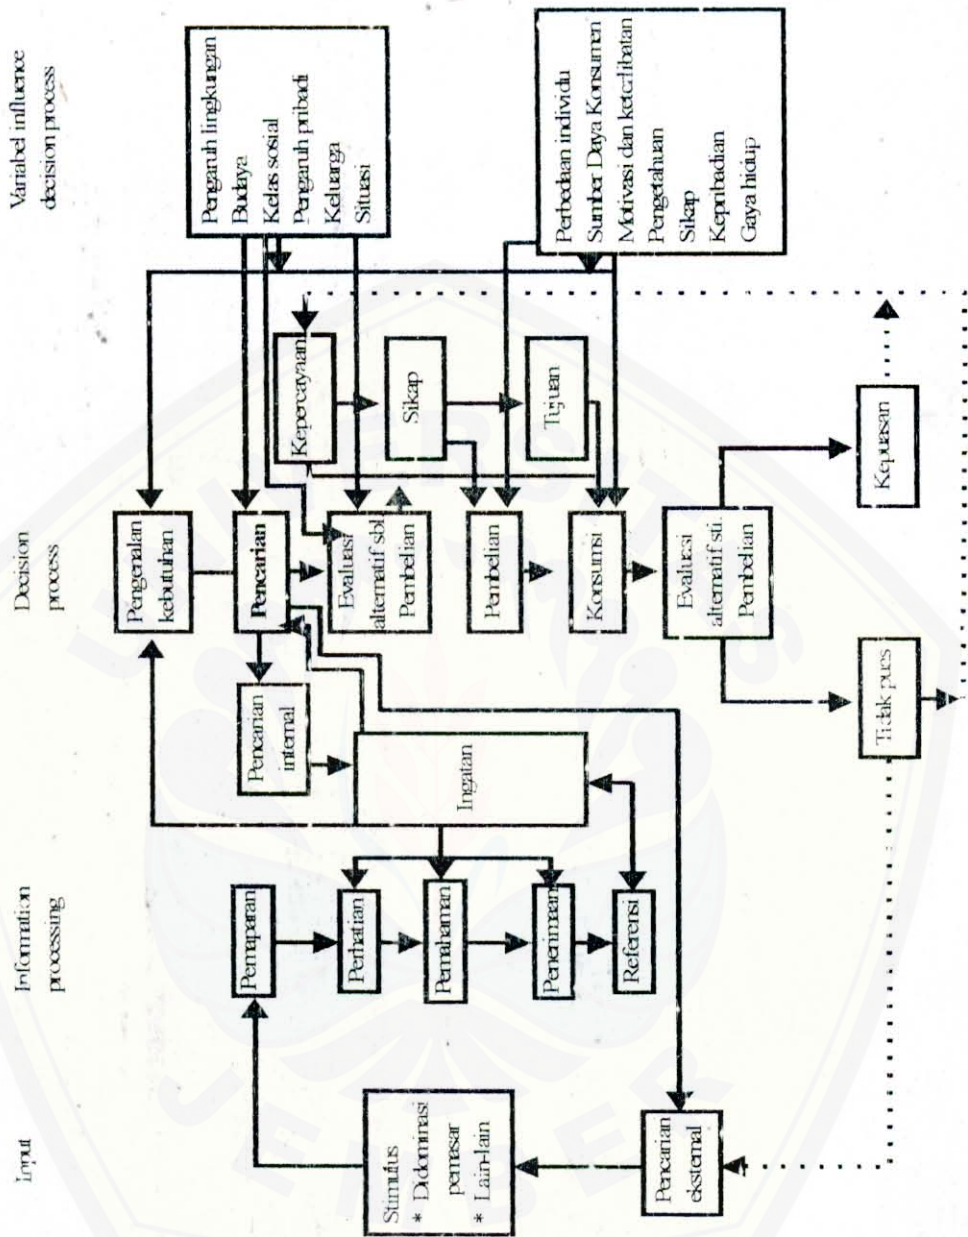 Input
Information
processing
Decision
process
Variabel influence
decision process
Stimulus
* Didominasi
pemasar
* Lain-lain
Pencarian
eksternal
Pemaparan
Perhatian
Pemahaman
Penerimaan
Referensi
Pencarian
internal
Ingatan
Pengenalan
kebutuhan
Pencarian
Evaluasi
alternatif sbl
Pembelian
Pembelian
Konsumsi
Evaluasi
alternatif stl.
Pembelian
Tidak puas
Kepuasan
Kepercayaan
Sikap
Tujuan
Pengaruh lingkungan
Budaya
Kelas sosial
Pengaruh pribadi
Keluarga
Situasi
Perbedaan individu
Sumber Daya Konsumen
Motivasi dan keterlibatan
Pengetahuan
Sikap
Kepribadian
Gaya hidup
UNIVERSITAS
JEMBER